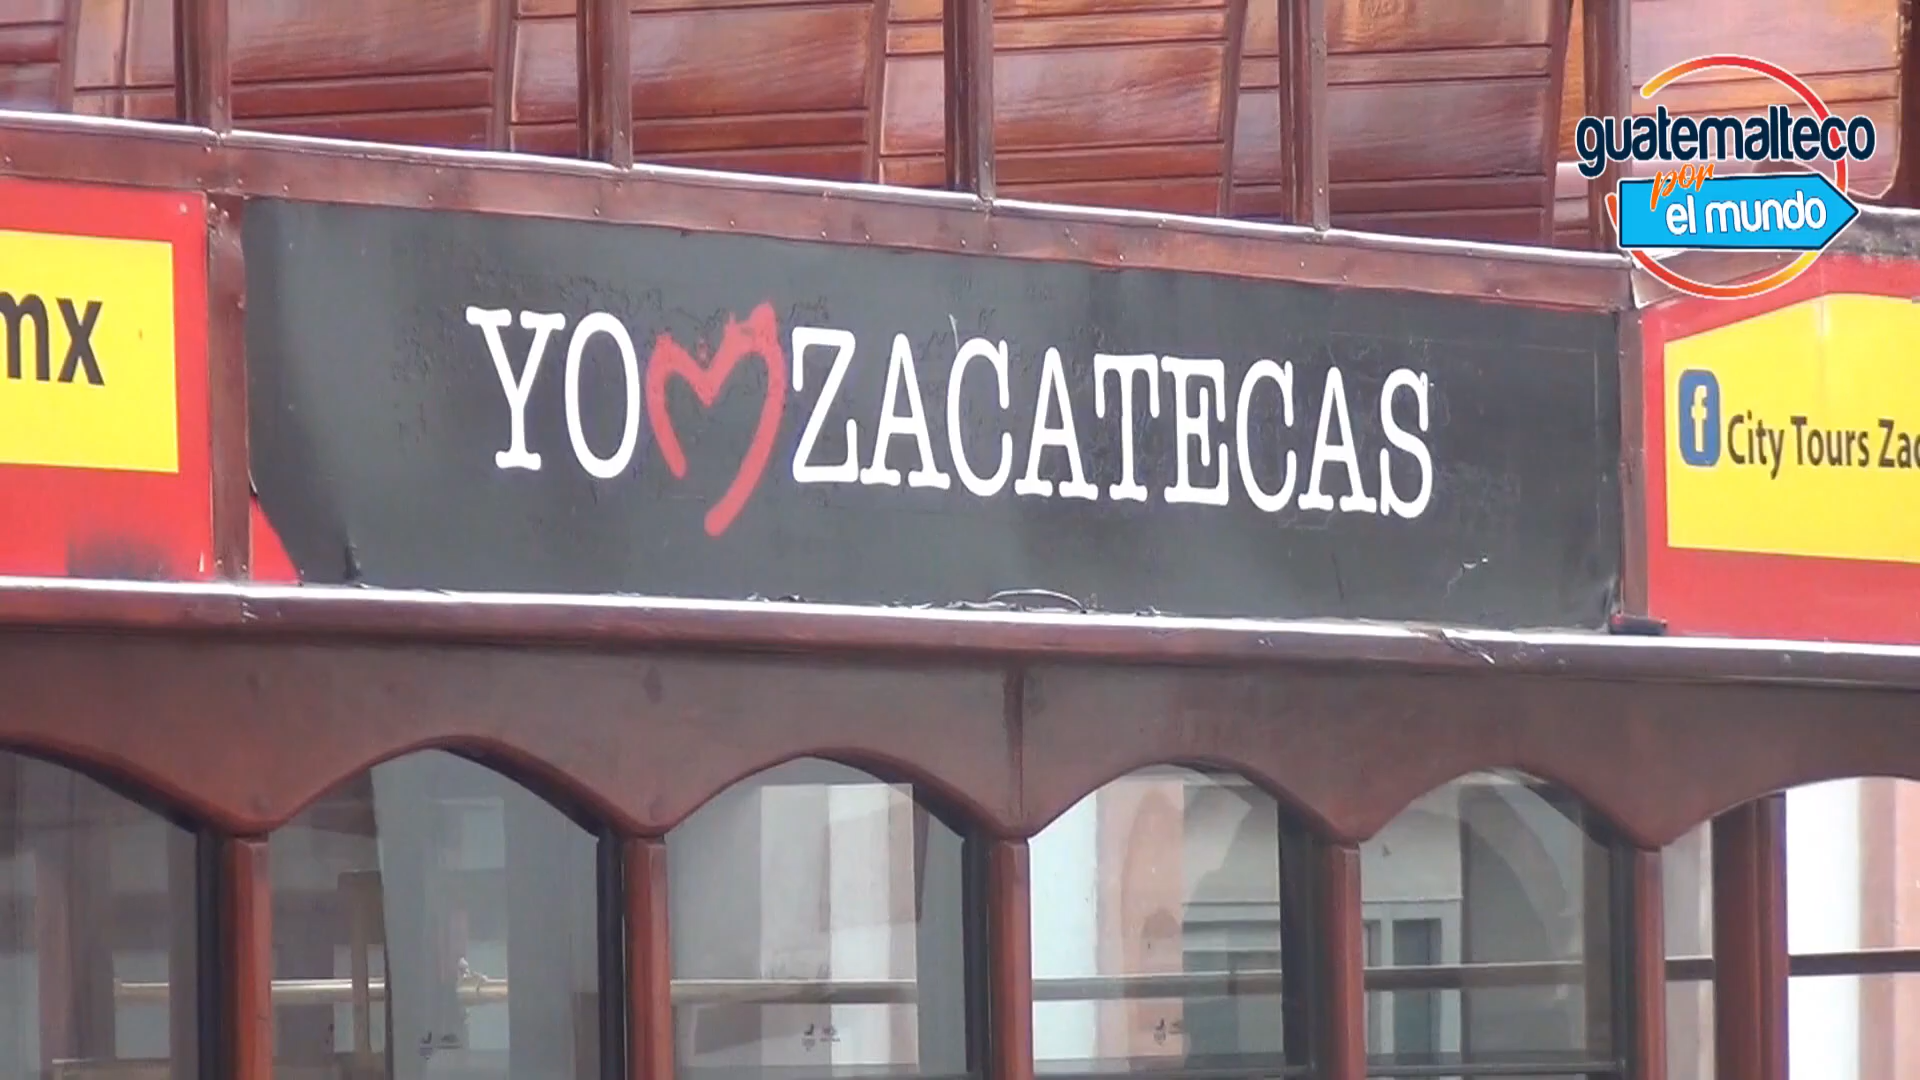 guatemalteco
por
el mundo
mx
YO ZACATECAS
f City Tours Zac